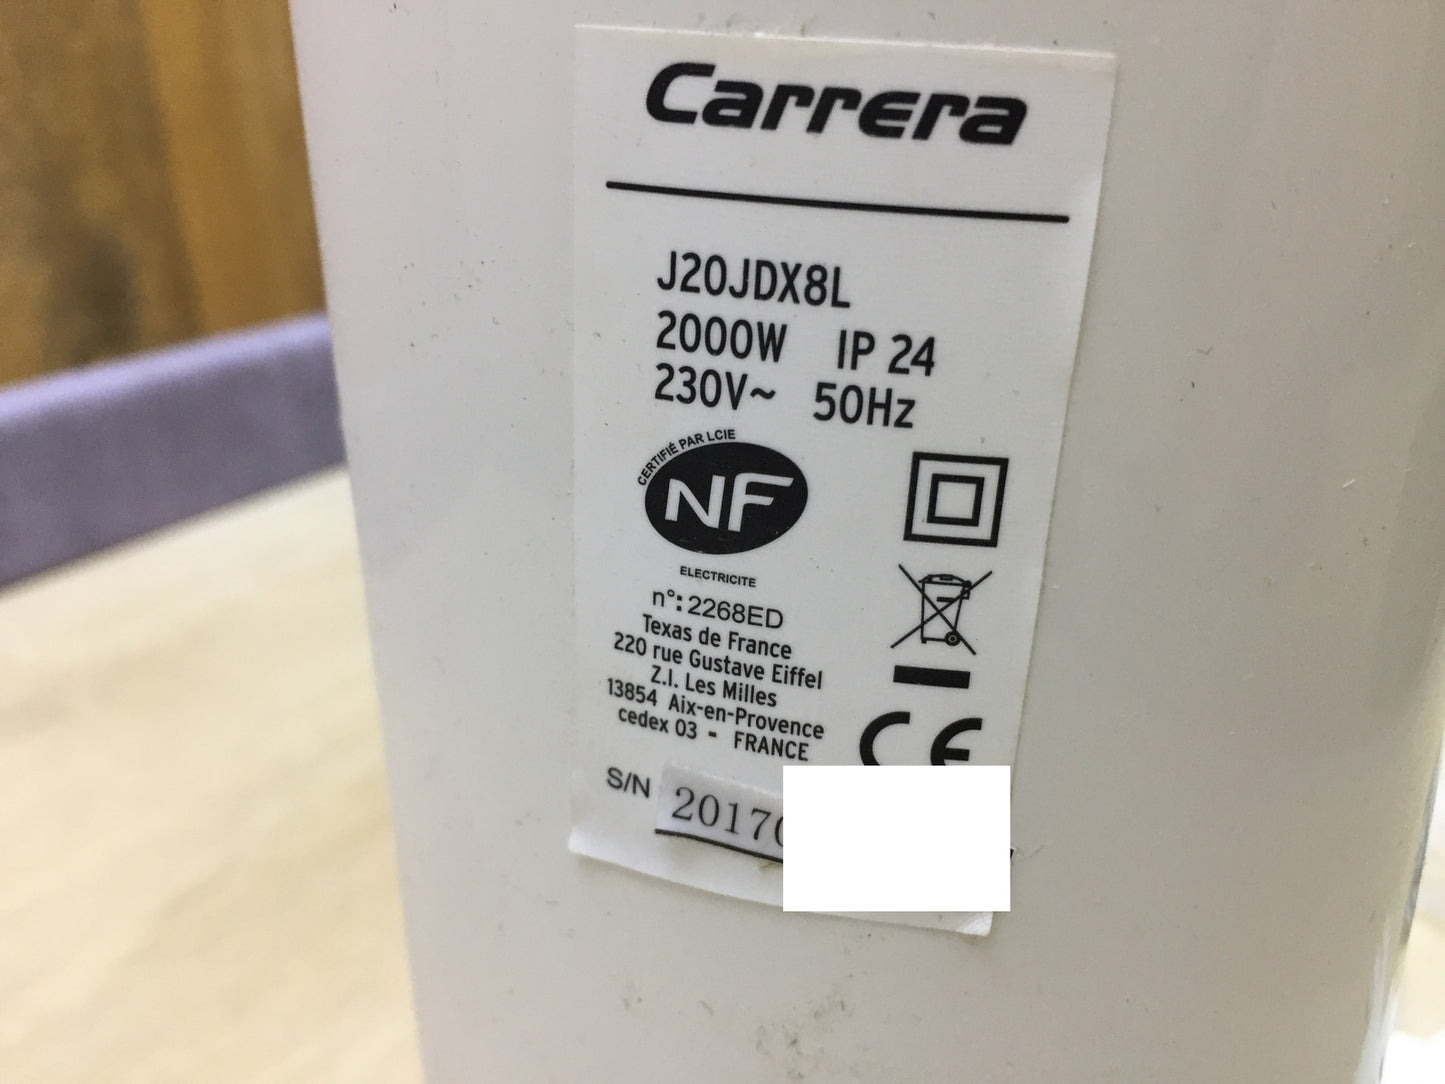 Carrera
J20JDX8L
2000W IP 24
230V~ 50Hz
CERTIFIÉ PAR LCIE
NF
ELECTRICITE
n°: 2268ED
Texas de France
220 rue Gustave Eiffel
Z.I. Les Milles
13854 Aix-en-Provence
cedex 03 - FRANCE
CE
S/N 2017